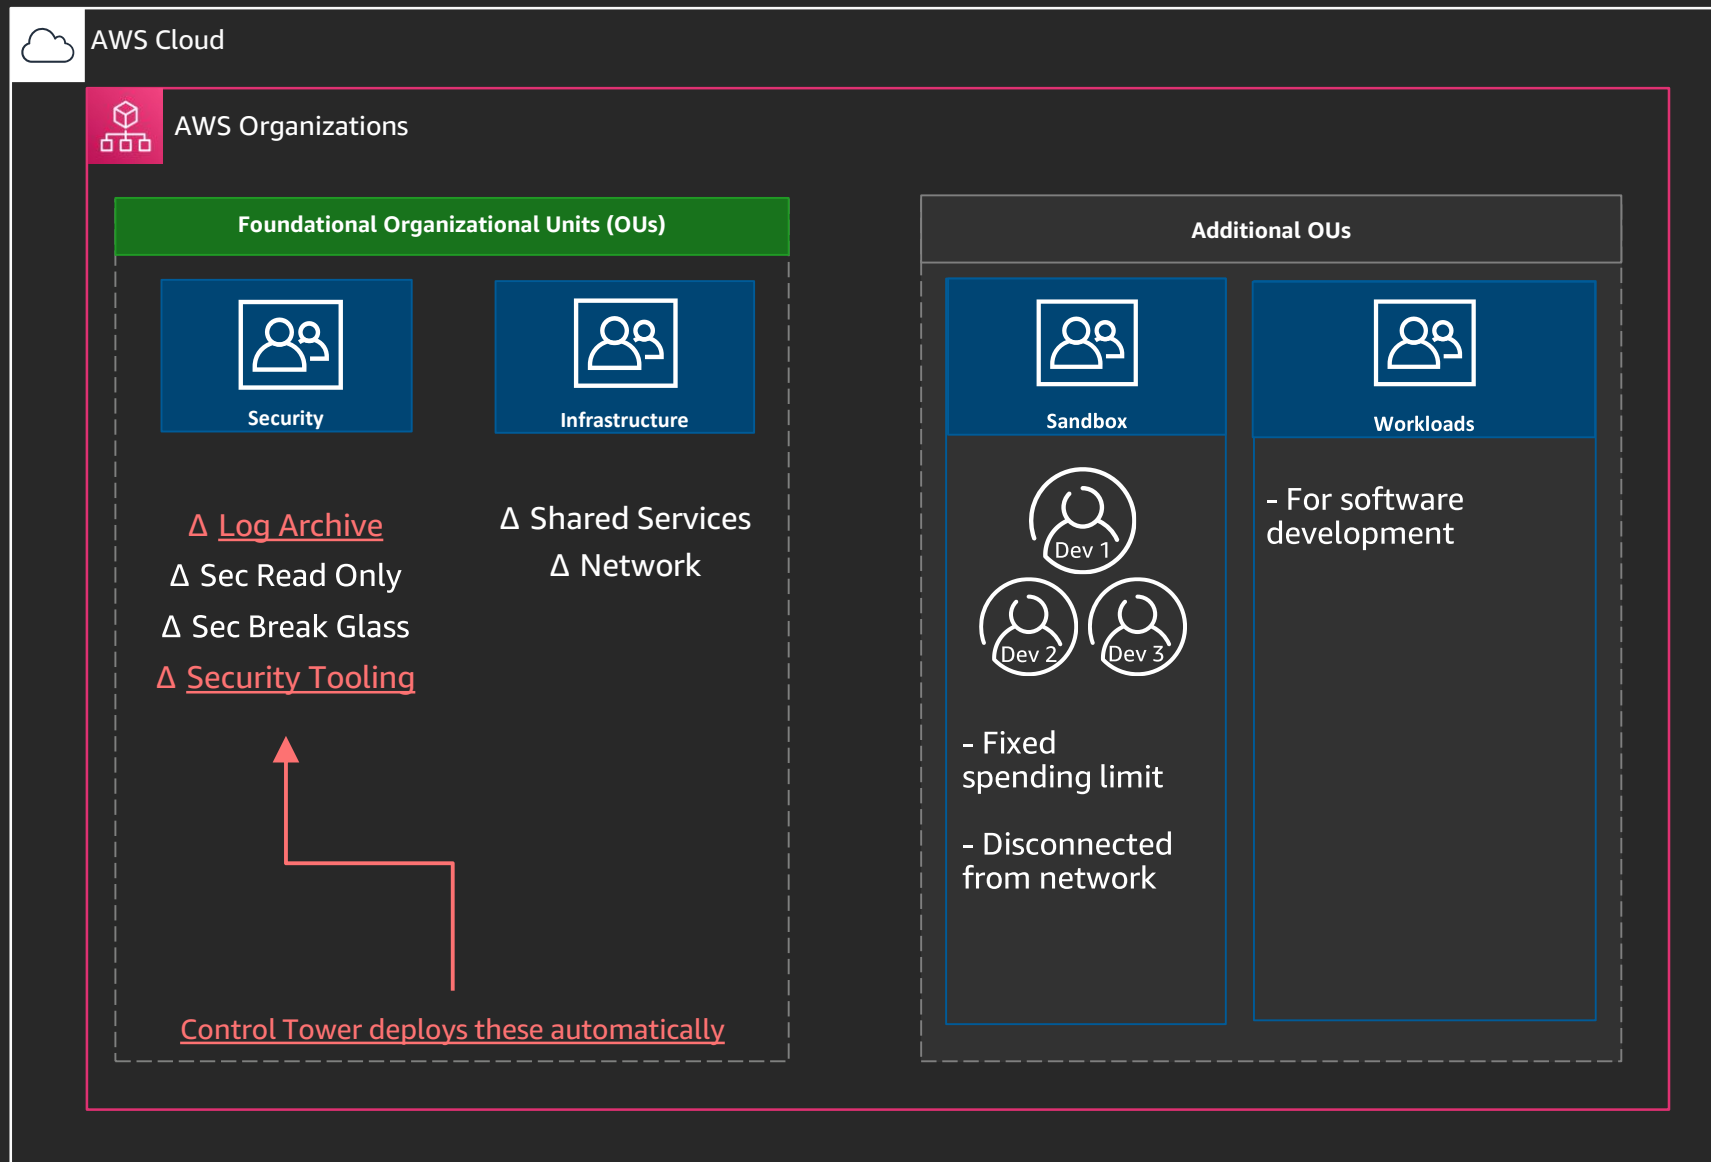 AWS Cloud
AWS Organizations
Foundational Organizational Units (OUs)
Security
Infrastructure
Δ Log Archive
Δ Sec Read Only
Δ Sec Break Glass
Δ Security Tooling
Δ Shared Services
Δ Network
Control Tower deploys these automatically
Additional OUs
Sandbox
Dev 1
Dev 2
Dev 3
- Fixed
spending limit
- Disconnected
from network
Workloads
- For software
development